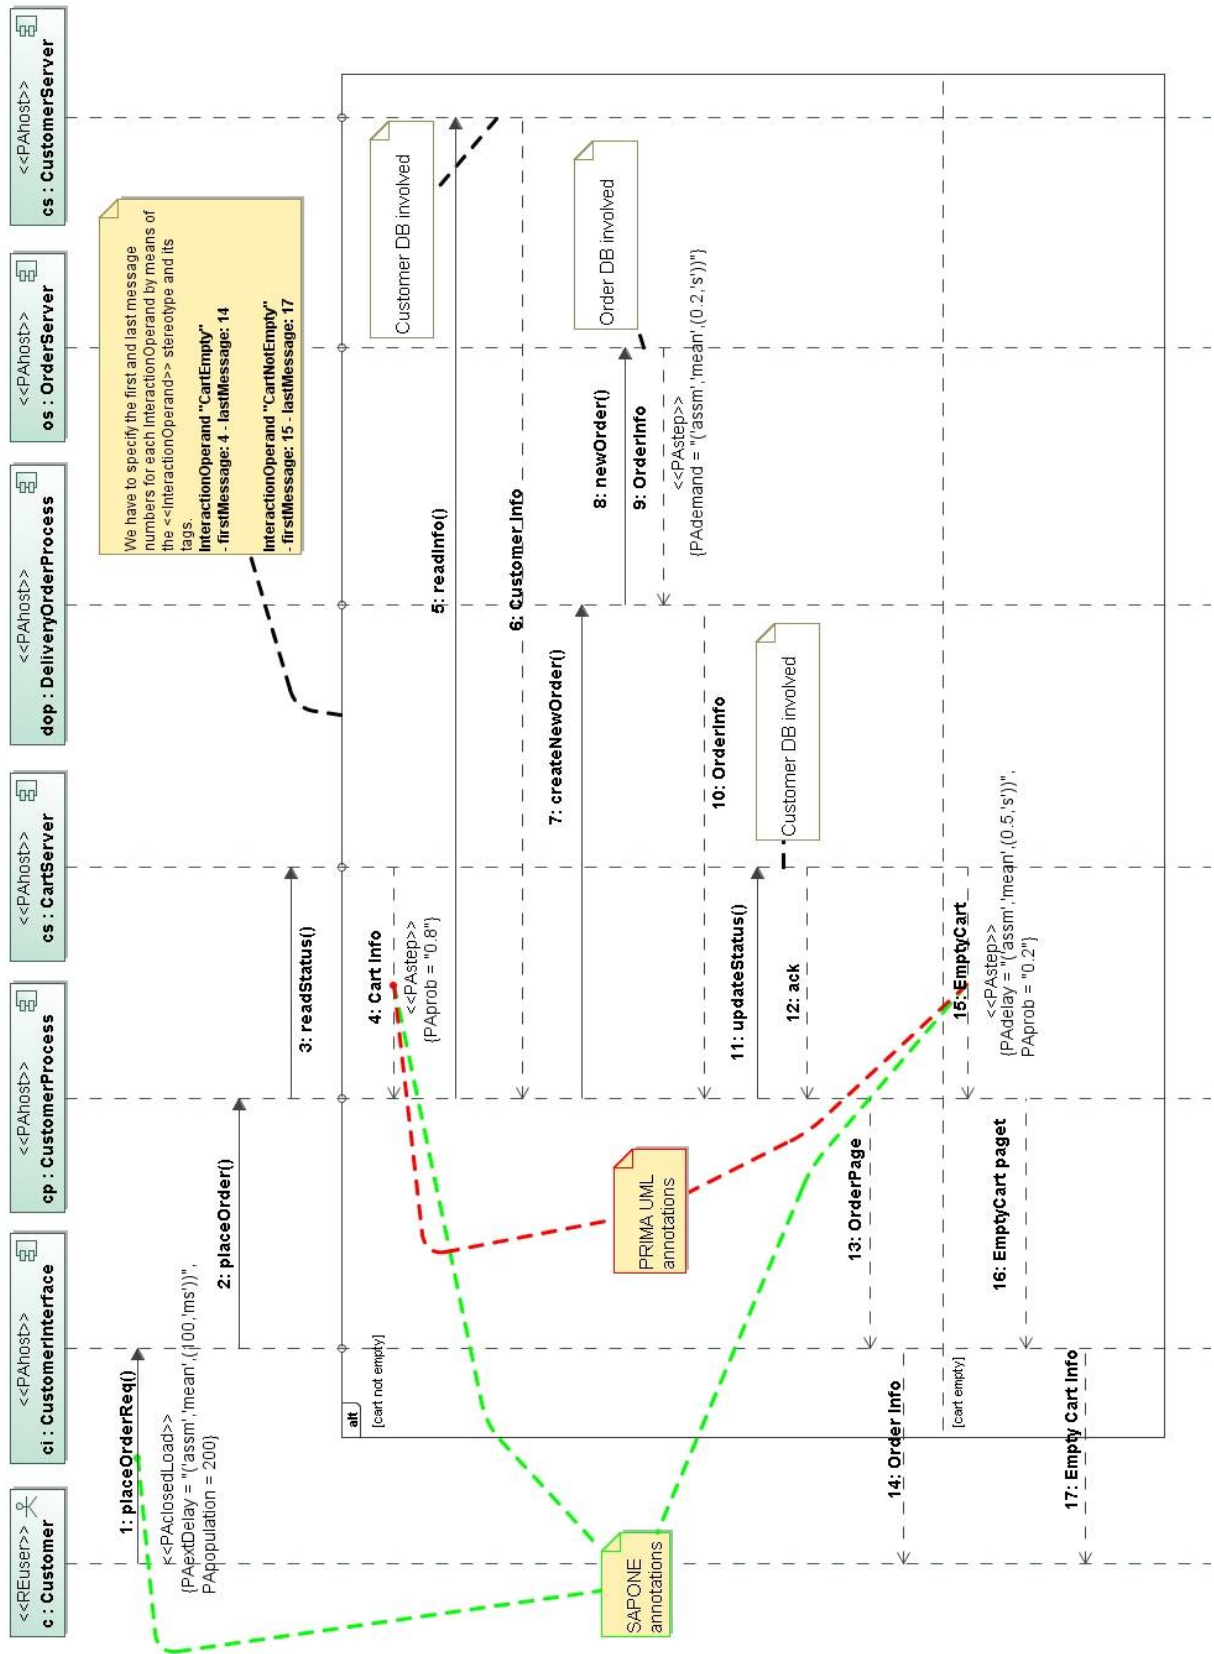 <<REuser>>
c : Customer
<<PAhost>>
ci : CustomerInterface
<<PAhost>>
cp : CustomerProcess
<<PAhost>>
cs : CartServer
<<PAhost>>
dop : DeliveryOrderProcess
<<PAhost>>
os : OrderServer
<<PAhost>>
cs : CustomerServer
1: placeOrderReq()
<<PAclosedLoad>>
{PAextDelay = "('assm','mean',(100,'ms'))",
PApopulation = 200}
2: placeOrder()
3: readStatus()
We have to specify the first and last message
numbers for each InteractionOperand by means of
the <<InteractionOperand>> stereotype and its
tags.
InteractionOperand "CartEmpty"
- firstMessage: 4 - lastMessage: 14
InteractionOperand "CartNotEmpty"
- firstMessage: 15 - lastMessage: 17
alt
[cart not empty]
4: Cart Info
<<PAstep>>
{PAprob = "0.8"}
5: readInfo()
Customer DB involved
6: Customer_Info
7: createNewOrder()
8: newOrder()
9: OrderInfo
<<PAstep>>
{PAdemand = "('assm','mean',(0.2,'s'))"}
Order DB involved
10: OrderInfo
SAPONE
annotations
PRIMA UML
annotations
11: updateStatus()
Customer DB involved
12: ack
13: OrderPage
14: Order Info
[cart empty]
15: EmptyCart
<<PAstep>>
{PAdelay = "('assm','mean',(0.5,'s'))",
PAprob = "0.2"}
16: EmptyCart paget
17: Empty Cart Info